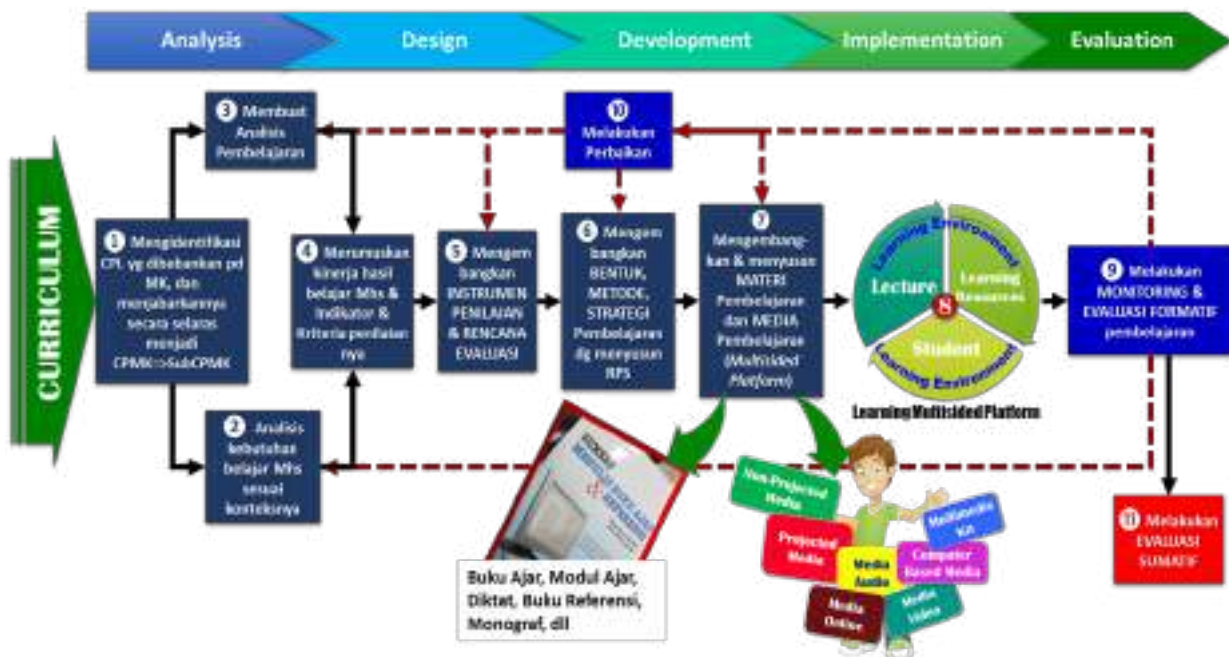 Analysis
Design
Development
Implementation
Evaluation
CURRICULUM
3 Membuat
Analisis
Pembelajaran
10
Melakukan
Perbaikan
1 Mengidentifikasi
CPL yg dibebankan pd
MK, dan
menjabarkannya
secara selaras
menjadi
CPMK=>SubCPMK
4 Merumuskan
kinerja hasil
belajar Mhs &
Indikator &
Kriteria penilaian
nya
5 Mengem
bangkan
INSTRUMEN
PENILAIAN
& RENCANA
EVALUASI
6 Mengem
bangkan
BENTUK,
METODE,
STRATEGI
Pembelajaran
dg menyusun
RPS
7
Mengembang-
kan & menyusun
MATERI
Pembelajaran
dan MEDIA
Pembelajaran
(Multisided
Platform)
Learning Environment
Lecture
Learning
Resources
8
Student
Learning Environment
Learning Multisided Platform
9 Melakukan
MONITORING &
EVALUASI FORMATIF
pembelajaran
2 Analisis
kebutuhan
belajar Mhs
sesuai
konteksnya
11 Melakukan
EVALUASI
SUMATIF
Buku Ajar, Modul Ajar,
Diktat, Buku Referensi,
Monograf, dll
Non-Projected
Media
Multimedia
Kit
Projected
Media
Media
Audio
Computer
Based Media
Media
Online
Media
Video